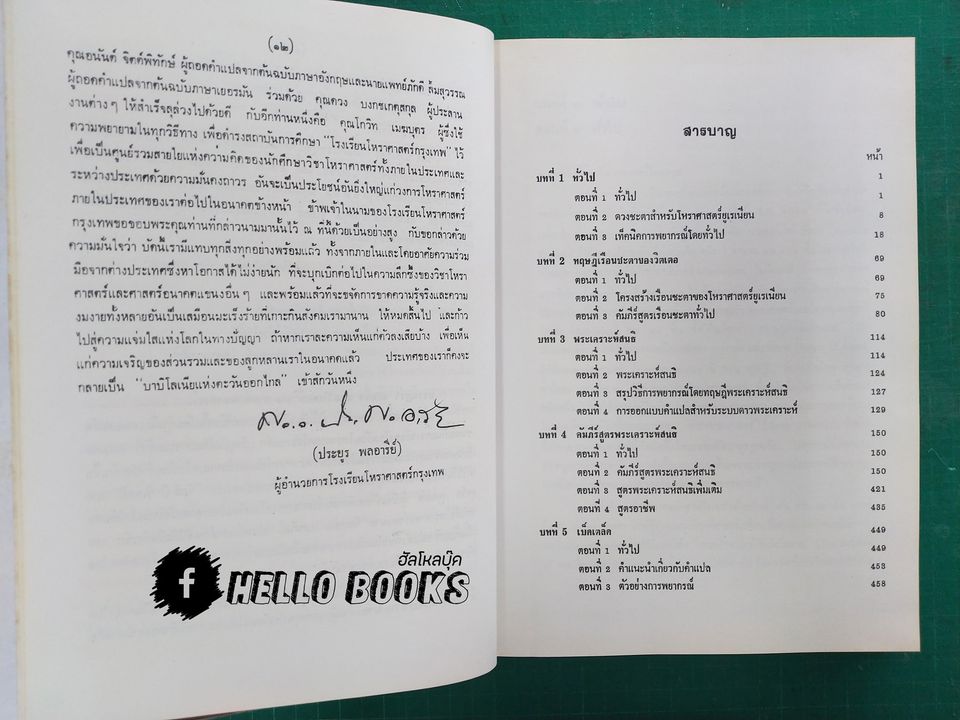 (๑๒)
คุณอนันต์ จิตต์พิทักษ์ ผู้ถอดคำแปลจากต้นฉบับภาษาอังกฤษและนายแพทย์ภักดี ลิ้มสุวรรณ
ผู้ถอดคำแปลจากต้นฉบับภาษาเยอรมัน ร่วมด้วย คุณดวง บงกชเกตุสกุล ผู้ประสาน
งานต่างๆ ให้สำเร็จลุล่วงไปด้วยดี กับอีกท่านหนึ่งคือ คุณโกวิท เมฆบุตร ผู้ซึ่งใช้
ความพยายามในทุกวิธีทาง เพื่อดำรงสถาบันการศึกษา "โรงเรียนโหราศาสตร์กรุงเทพ" ไว้
เพื่อเป็นศูนย์รวมสายใยแห่งความคิดของนักศึกษาวิชาโหราศาสตร์ทั้งภายในประเทศและ
ระหว่างประเทศด้วยความมั่นคงถาวร อันจะเป็นประโยชน์อันยิ่งใหญ่แก่วงการโหราศาสตร์
ภายในประเทศของเราต่อไปในอนาคตข้างหน้า ข้าพเจ้าในนามของโรงเรียนโหราศาสตร์
กรุงเทพขอขอบพระคุณท่านที่กล่าวนามมานั้นไว้ ณ ที่นี้ด้วยเป็นอย่างสูง กับขอกล่าวด้วย
ความมั่นใจว่า บัดนี้เรามีแทบทุกสิ่งทุกอย่างพร้อมแล้ว ทั้งจากภายในและโดยอาศัยความร่วม
มือจากต่างประเทศซึ่งหาโอกาสได้ไม่ง่ายนัก ที่จะบุกเบิกต่อไปในความลึกซึ้งของวิชาโหรา
ศาสตร์และศาสตร์อนาคตแขนงอื่นๆ และพร้อมแล้วที่จะขจัดการขาดความรู้จริงและความ
งมงายทั้งหลายอันเป็นเสมือนมะเร็งร้ายที่เกาะกินสังคมเรามานาน ให้หมดสิ้นไป และก้าว
ไปสู่ความแจ่มใสแห่งโลกในทางปัญญา ถ้าหากเราละความเห็นแก่ตัวลงเสียบ้าง เพื่อเห็น
แก่ความเจริญของส่วนรวมและของลูกหลานเราในอนาคตแล้ว ประเทศของเราก็คงจะ
กลายเป็น "บาบิโลเนียแห่งตะวันออกไกล" เข้าสักวันหนึ่ง
(ประยูร พลอารีย์)
ผู้อำนวยการโรงเรียนโหราศาสตร์กรุงเทพ
f
ฮัลโหลบุ๊ค
HELLO BOOKS
สารบาญ
หน้า
บทที่ 1 ทั่วไป 1
ตอนที่ 1 ทั่วไป 1
ตอนที่ 2 ดวงชะตาสำหรับโหราศาสตร์ยูเรเนียน 8
ตอนที่ 3 เท็คนิคการพยากรณ์โดยทั่วไป 18
บทที่ 2 ทฤษฎีเรือนชะตาของวิตเตอ 69
ตอนที่ 1 ทั่วไป 69
ตอนที่ 2 โครงสร้างเรือนชะตาของโหราศาสตร์ยูเรเนียน 75
ตอนที่ 3 คัมภีร์สูตรเรือนชะตาทั่วไป 80
บทที่ 3 พระเคราะห์สนธิ 114
ตอนที่ 1 ทั่วไป 114
ตอนที่ 2 พระเคราะห์สนธิ 124
ตอนที่ 3 สรุปวิธีการพยากรณ์โดยทฤษฎีพระเคราะห์สนธิ 127
ตอนที่ 4 การออกแบบคำแปลสำหรับระบบดาวพระเคราะห์ 129
บทที่ 4 คัมภีร์สูตรพระเคราะห์สนธิ 150
ตอนที่ 1 ทั่วไป 150
ตอนที่ 2 คัมภีร์สูตรพระเคราะห์สนธิ 150
ตอนที่ 3 สูตรพระเคราะห์สนธิเพิ่มเติม 421
ตอนที่ 4 สูตรอาชีพ 435
บทที่ 5 เบ็ดเตล็ด 449
ตอนที่ 1 ทั่วไป 449
ตอนที่ 2 คำแนะนำเกี่ยวกับคำแปล 453
ตอนที่ 3 ตัวอย่างการพยากรณ์ 458